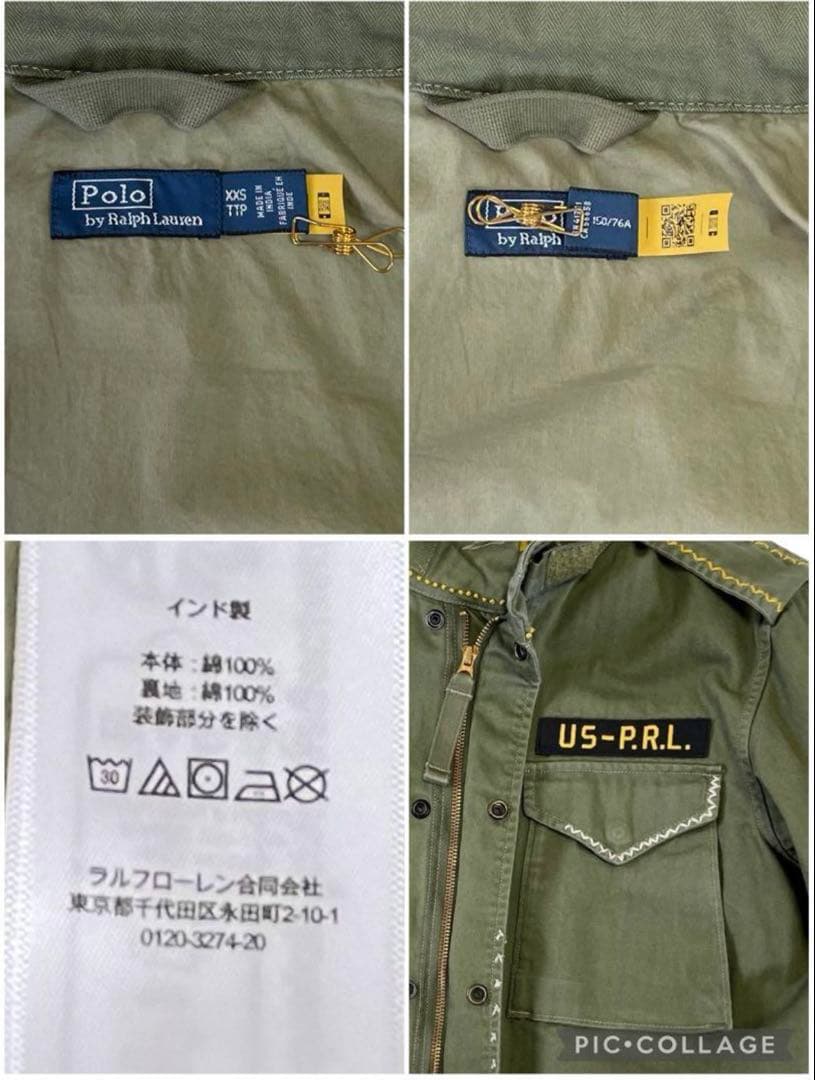 Polo
by Ralph Lauren
XXS
TTP
MADE IN
INDIA
FABRIQUE EN
INDE
by Ralph
150/76A
インド製
本体:綿100%
裏地:綿100%
装飾部分を除く
30
ラルフローレン合同会社
東京都千代田区永田町2-10-1
0120-3274-20
US-P.R.L.
PIC•COLLAGE